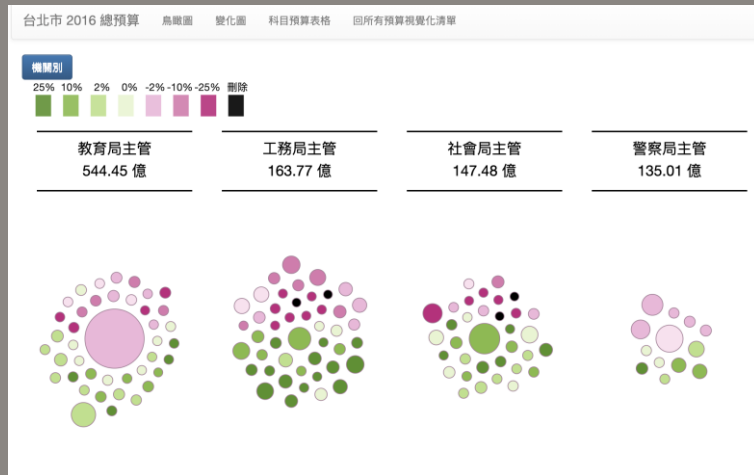 台北市 2016 總預算 鳥瞰圖 變化圖 科目預算表格 回所有預算視覺化清單
機關別
25% 10% 2% 0% -2% -10% -25% 刪除
教育局主管 工務局主管 社會局主管 警察局主管
544.45 億 163.77 億 147.48 億 135.01 億